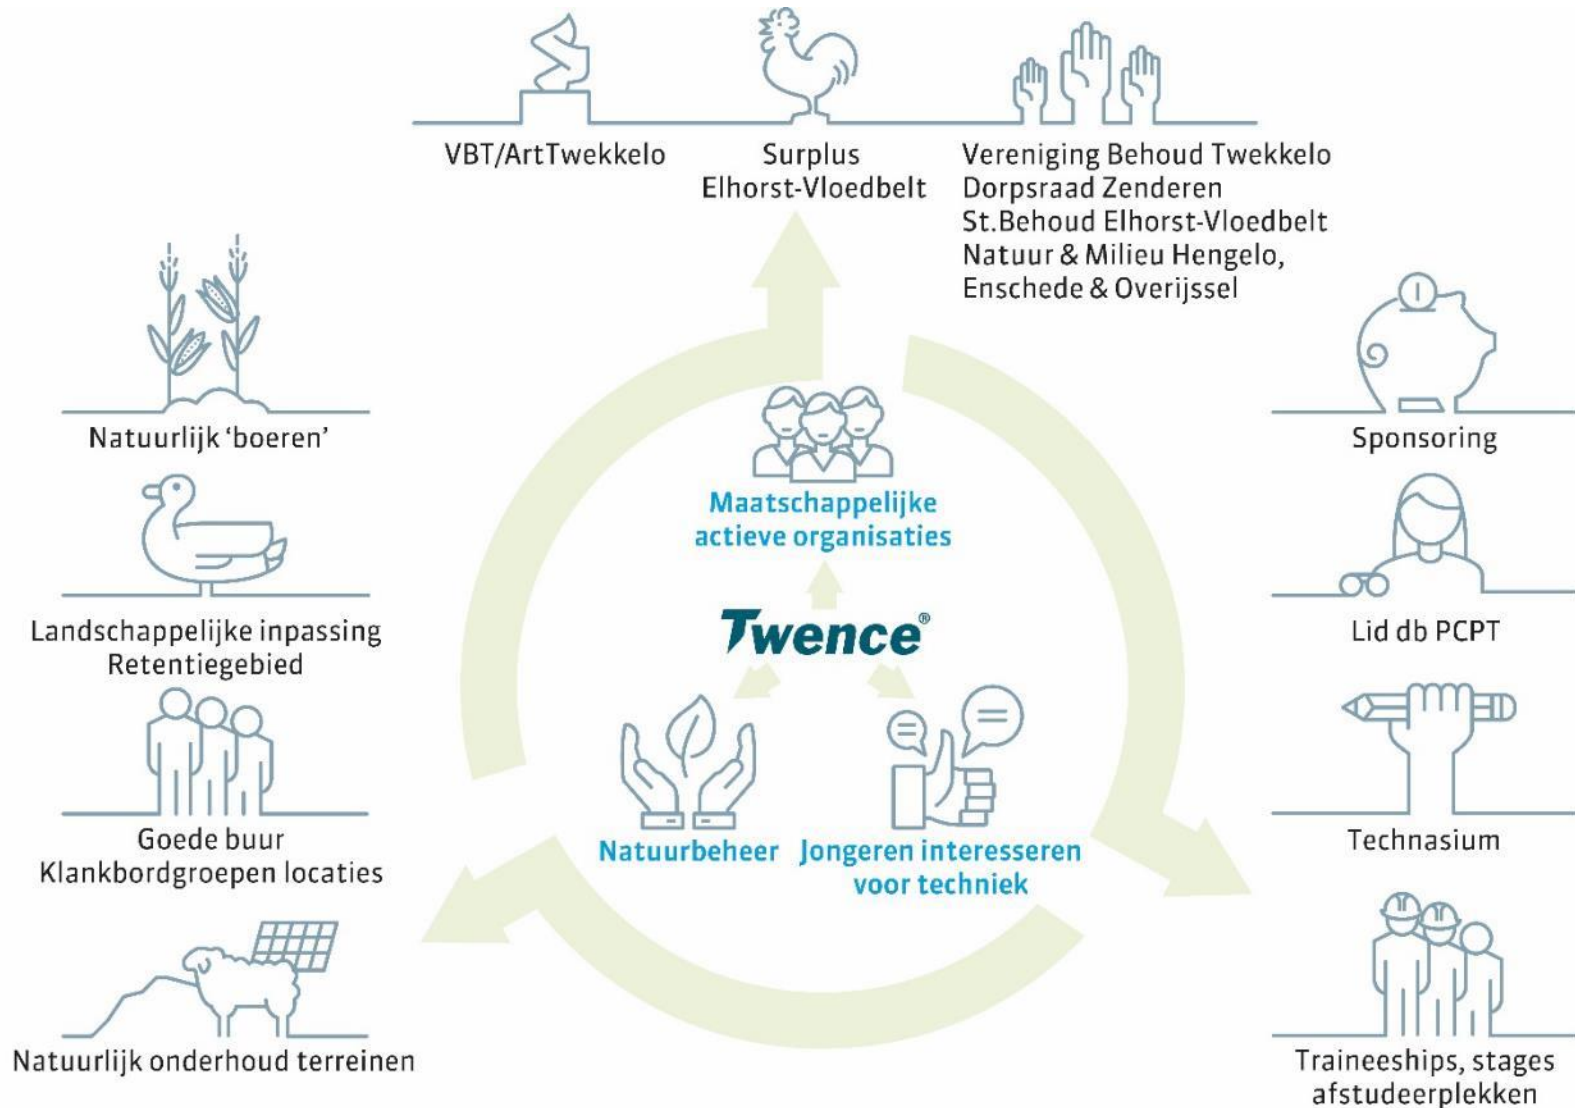 VBT/ArtTwekkelo
Surplus
Elhorst-Vloedbelt
Vereniging Behoud Twekkelo
Dorpsraad Zenderen
St.Behoud Elhorst-Vloedbelt
Natuur & Milieu Hengelo,
Enschede & Overijssel
Natuurlijk ‘boeren’
Landschappelijke inpassing
Retentiegebied
Goede buur
Klankbordgroepen locaties
Natuurlijk onderhoud terreinen
Maatschappelijke
actieve organisaties
Twence®
Natuurbeheer
Jongeren interesseren
voor techniek
Sponsoring
Lid db PCPT
Technasium
Traineeships, stages
afstudeerplekken